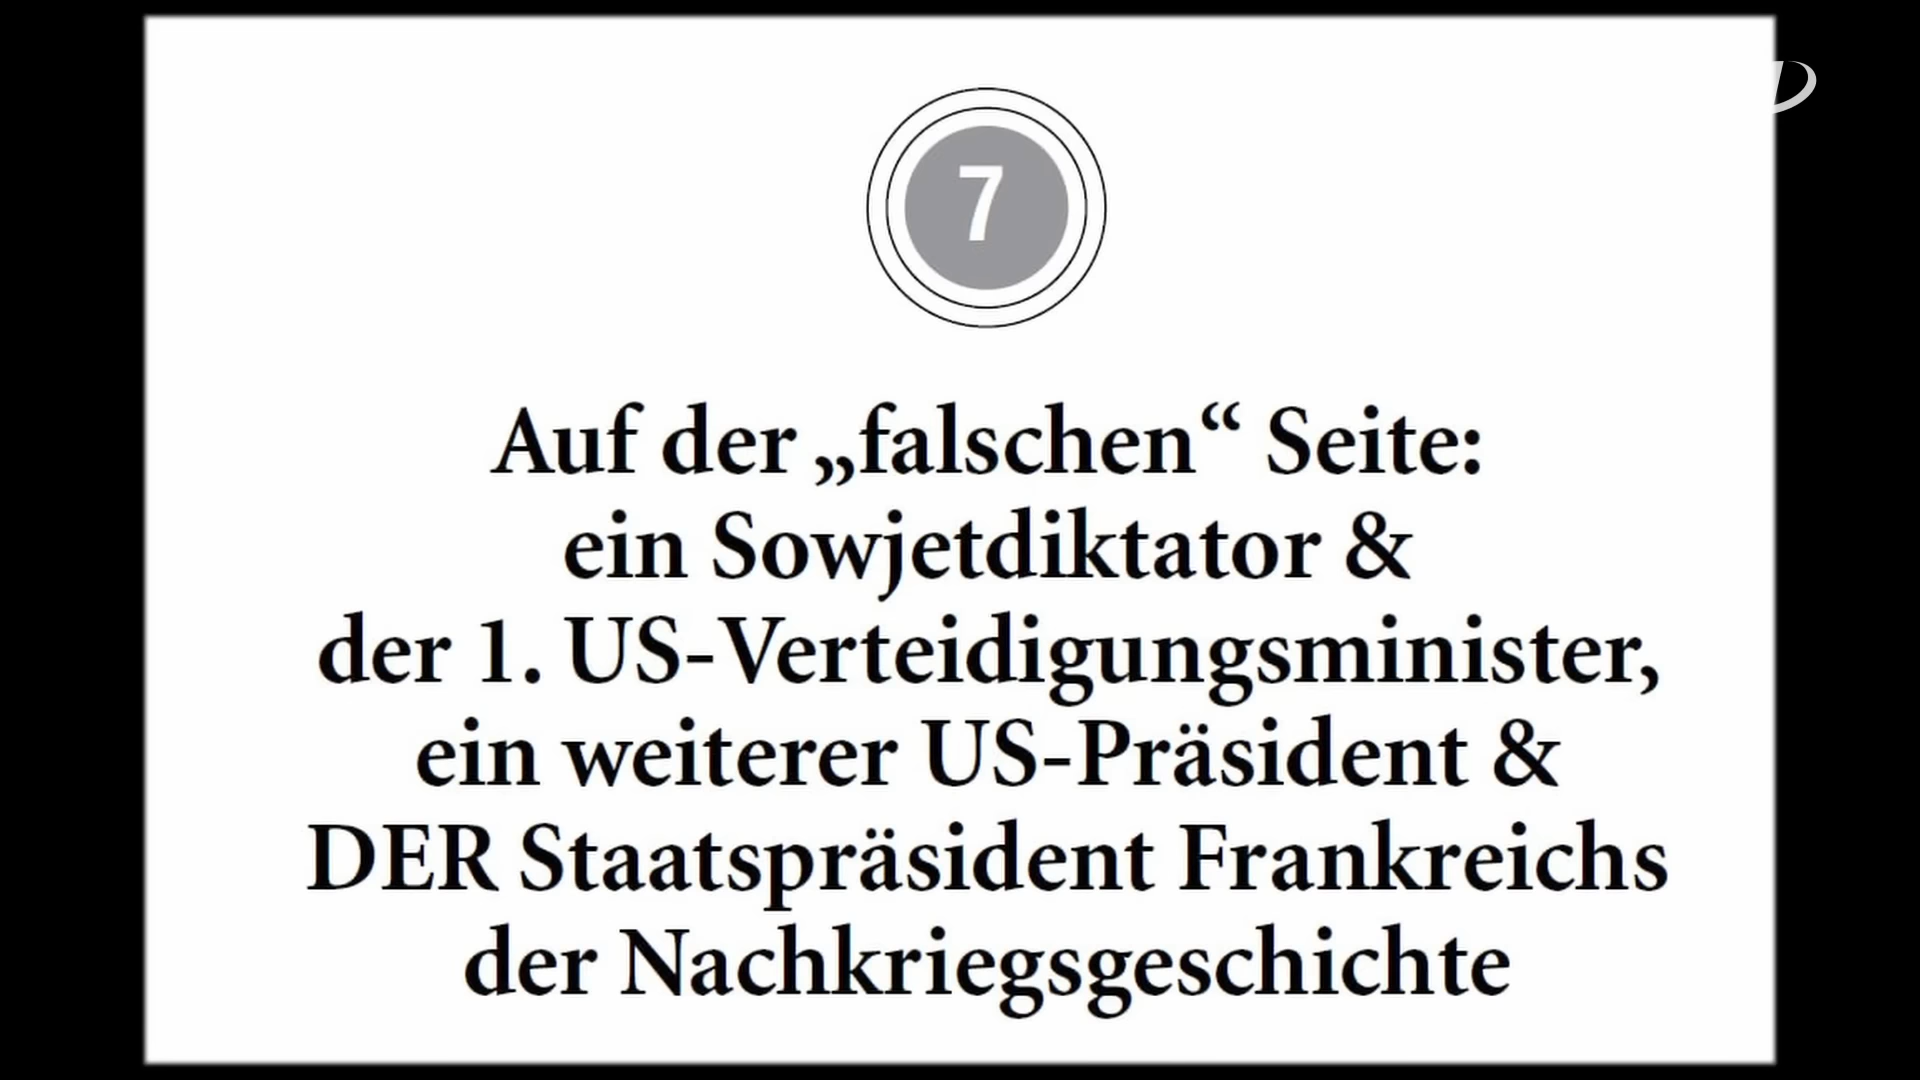 7
Auf der „falschen“ Seite:
ein Sowjetdiktator &
der 1. US-Verteidigungsminister,
ein weiterer US-Präsident &
DER Staatspräsident Frankreichs
der Nachkriegsgeschichte